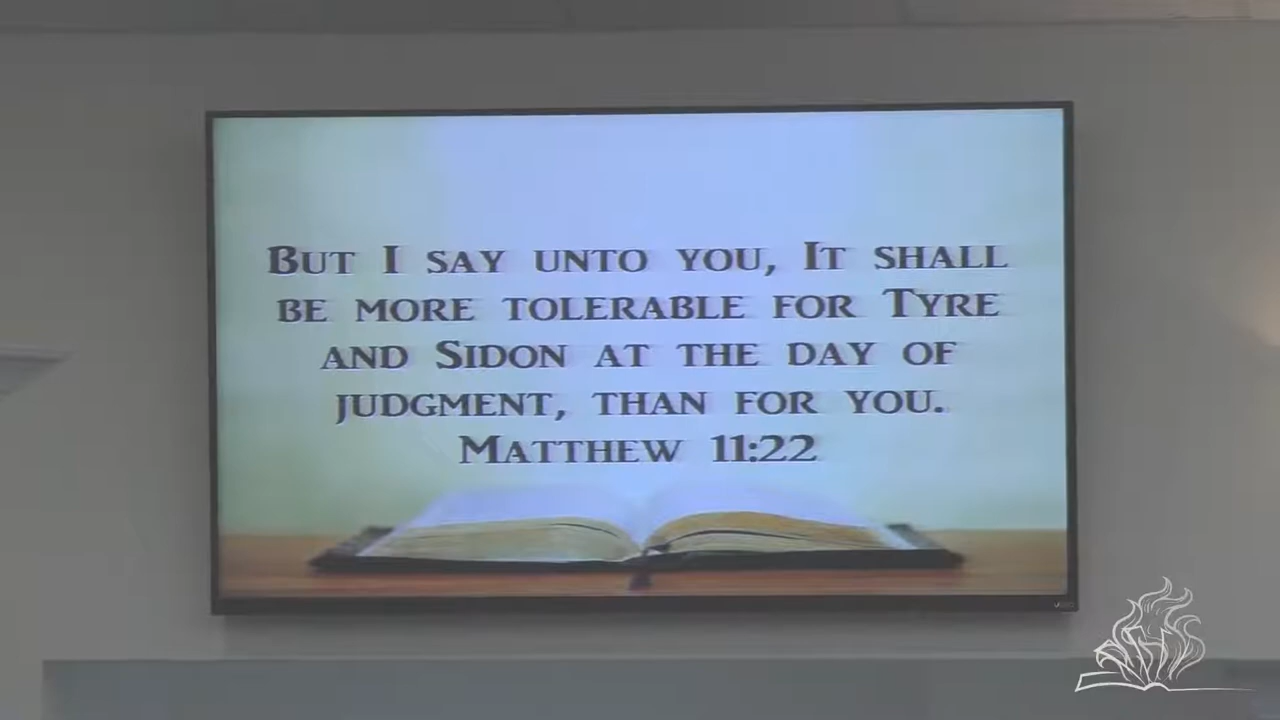 But I say unto you, It shall
be more tolerable for Tyre
and Sidon at the day of
judgment, than for you.
Matthew 11:22
VIZIO